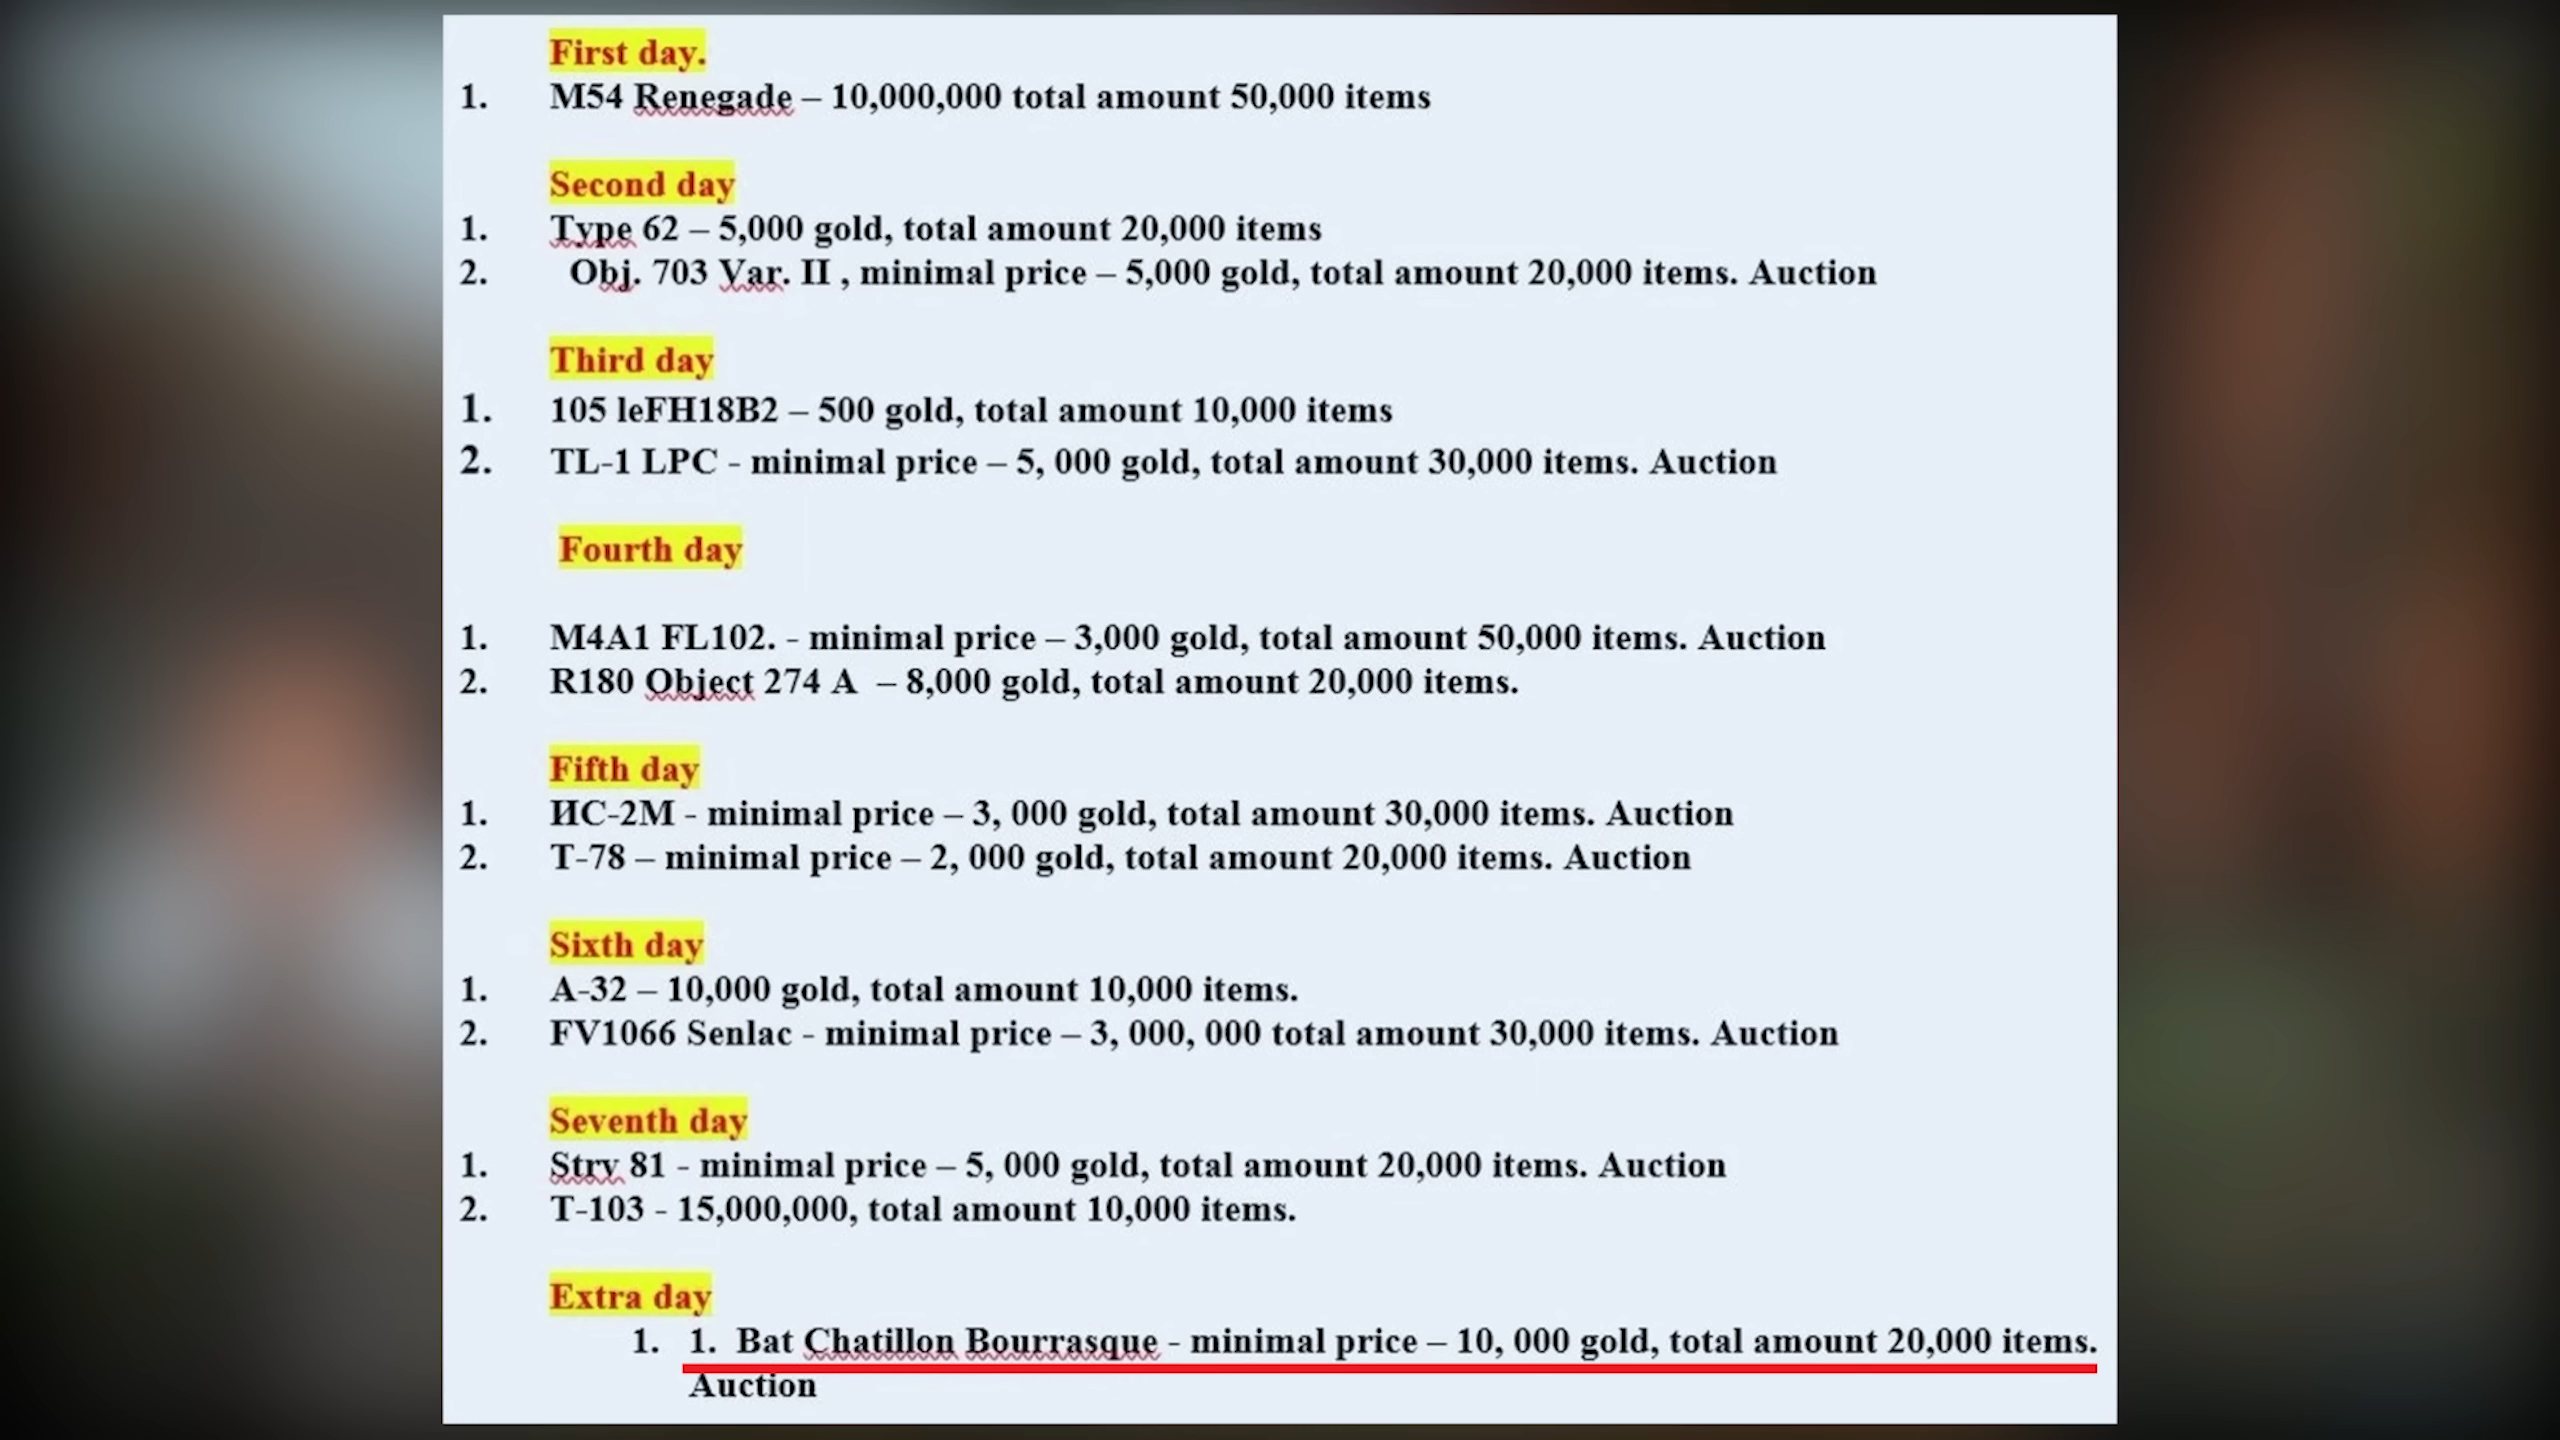 First day.
1. M54 Renegade – 10,000,000 total amount 50,000 items
Second day
1. Type 62 – 5,000 gold, total amount 20,000 items
2. Obj. 703 Var. II , minimal price – 5,000 gold, total amount 20,000 items. Auction
Third day
1. 105 leFH18B2 – 500 gold, total amount 10,000 items
2. TL-1 LPC - minimal price – 5, 000 gold, total amount 30,000 items. Auction
Fourth day
1. M4A1 FL102. - minimal price – 3,000 gold, total amount 50,000 items. Auction
2. R180 Object 274 A – 8,000 gold, total amount 20,000 items.
Fifth day
1. ИС-2М - minimal price – 3, 000 gold, total amount 30,000 items. Auction
2. T-78 – minimal price – 2, 000 gold, total amount 20,000 items. Auction
Sixth day
1. A-32 – 10,000 gold, total amount 10,000 items.
2. FV1066 Senlac - minimal price – 3, 000, 000 total amount 30,000 items. Auction
Seventh day
1. Strv 81 - minimal price – 5, 000 gold, total amount 20,000 items. Auction
2. T-103 - 15,000,000, total amount 10,000 items.
Extra day
1. 1. Bat Chatillon Bourrasque - minimal price – 10, 000 gold, total amount 20,000 items.
Auction